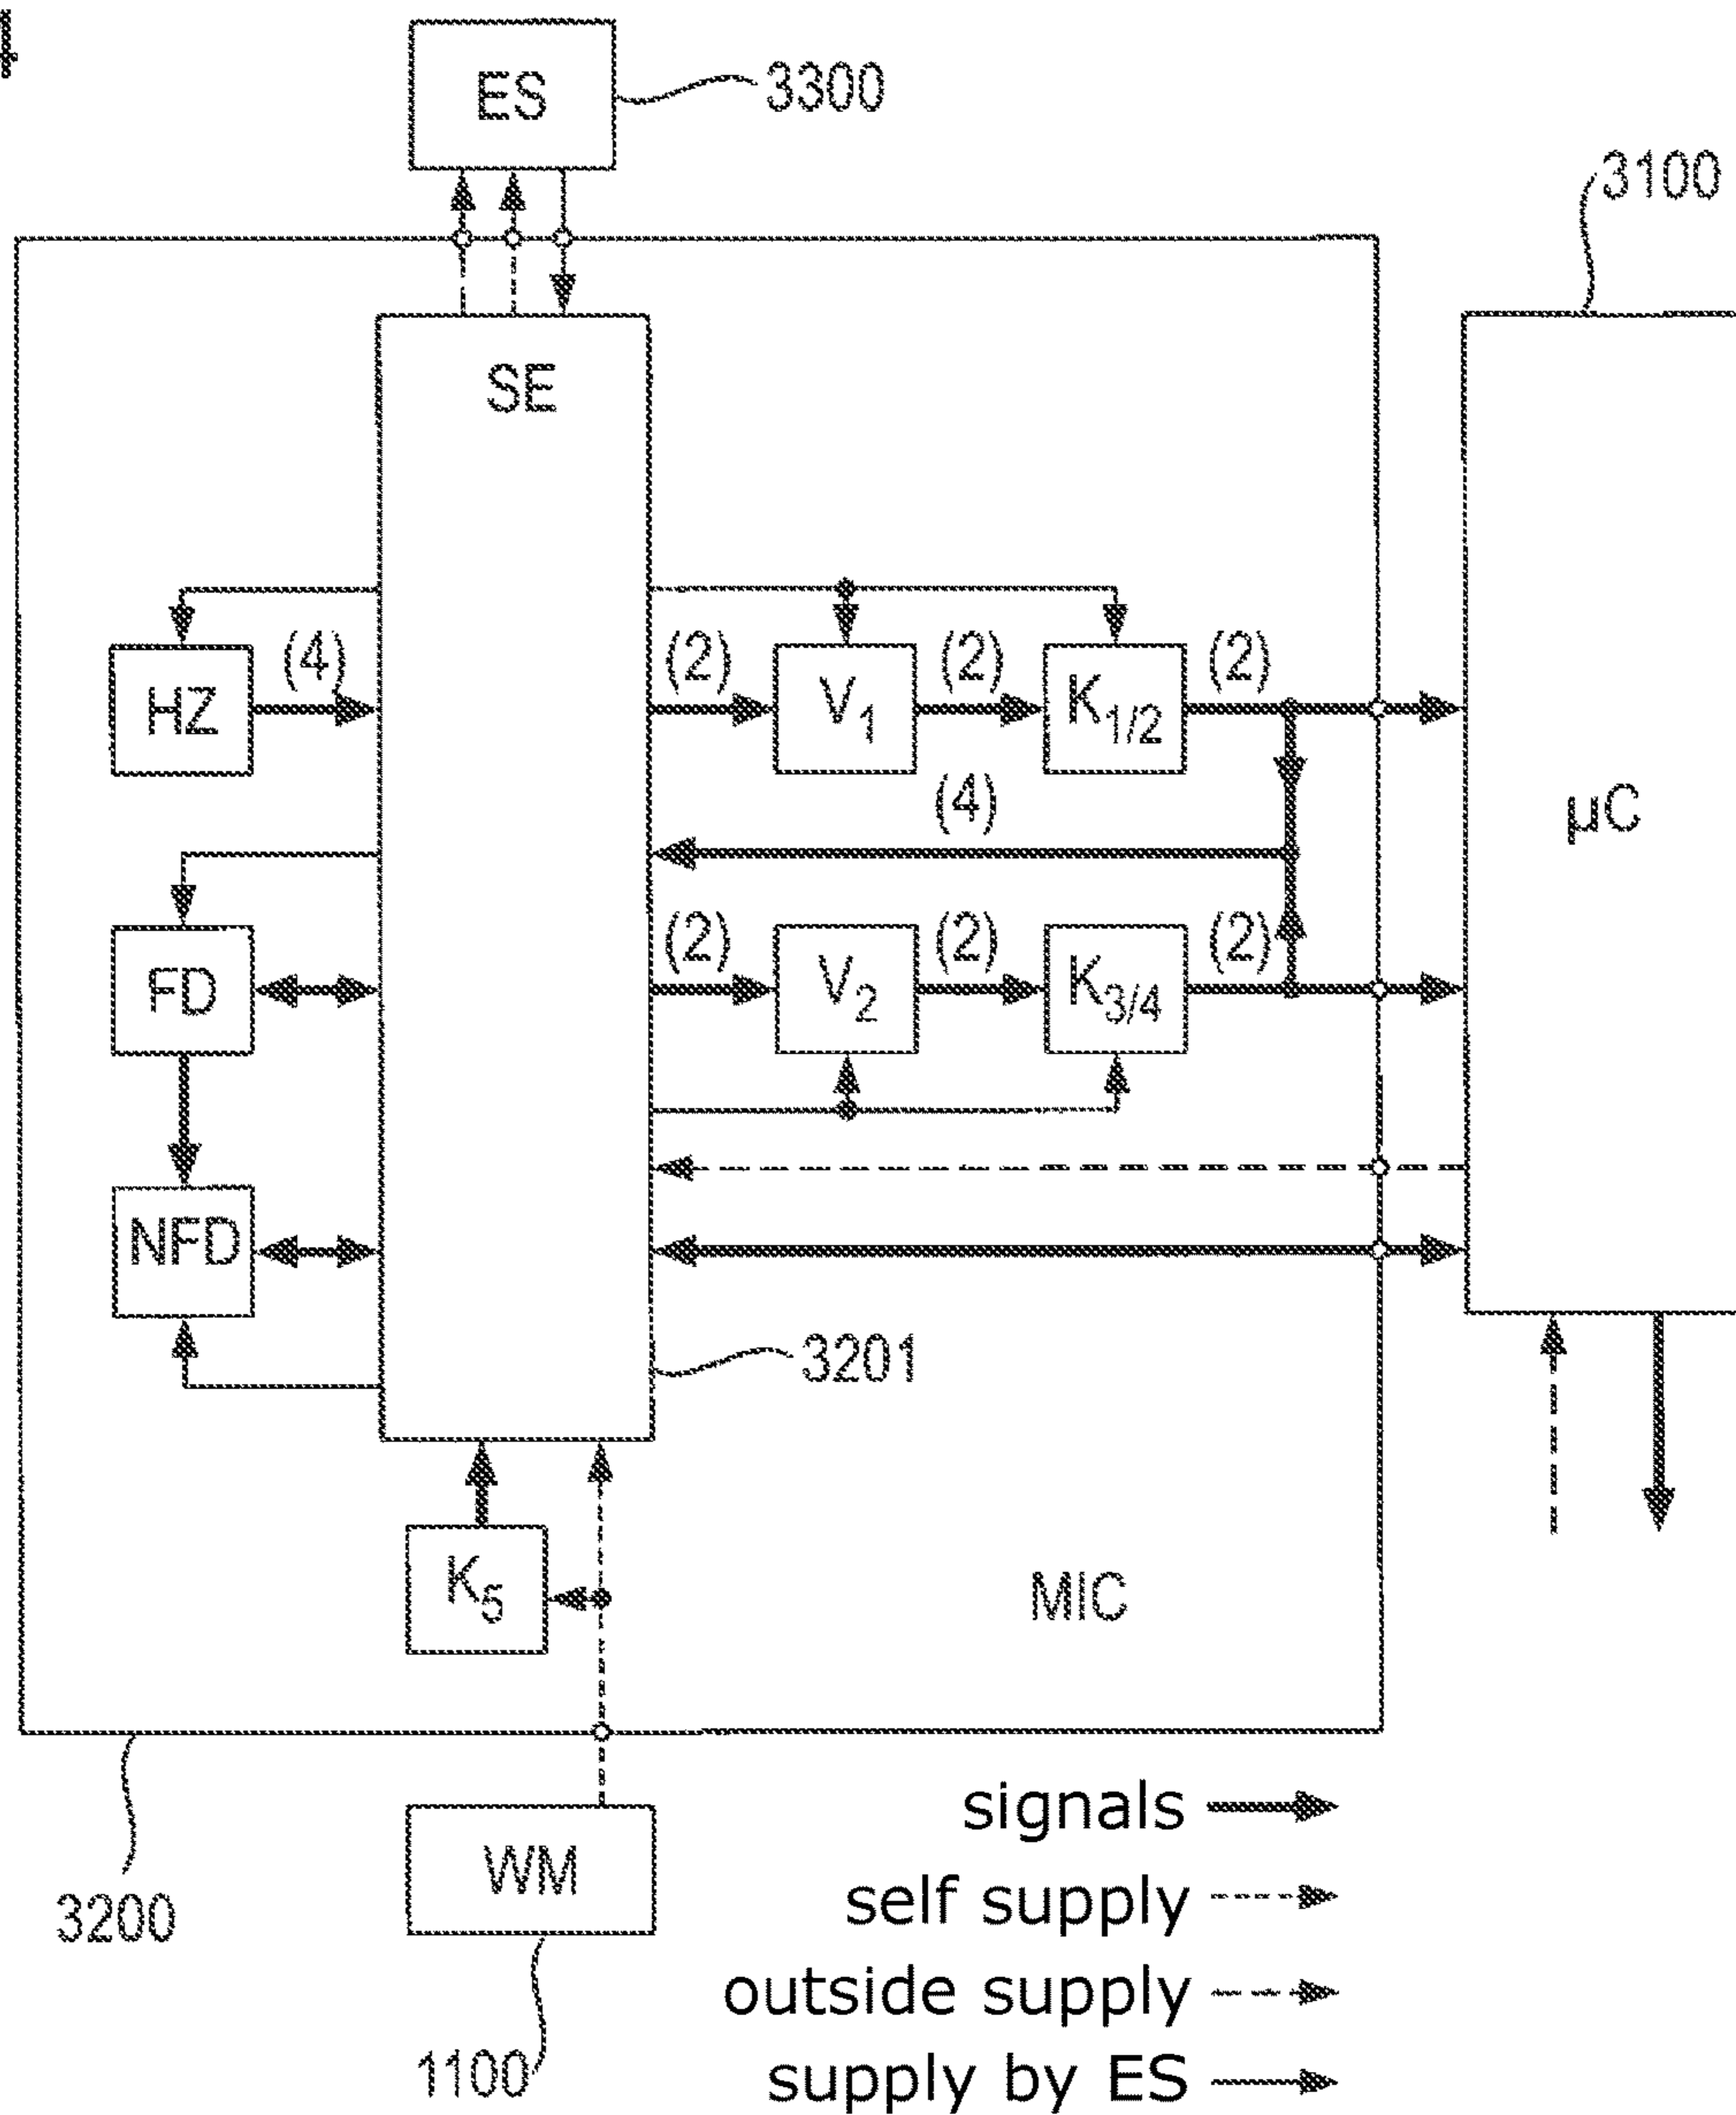 4
ES
3300
3100
SE
HZ
(4)
(2)
V1
(2)
K1/2
(2)
(4)
µC
FD
(2)
V2
(2)
K3/4
(2)
NFD
3201
K5
MIC
WM
3200
1100
signals
self supply
outside supply
supply by ES